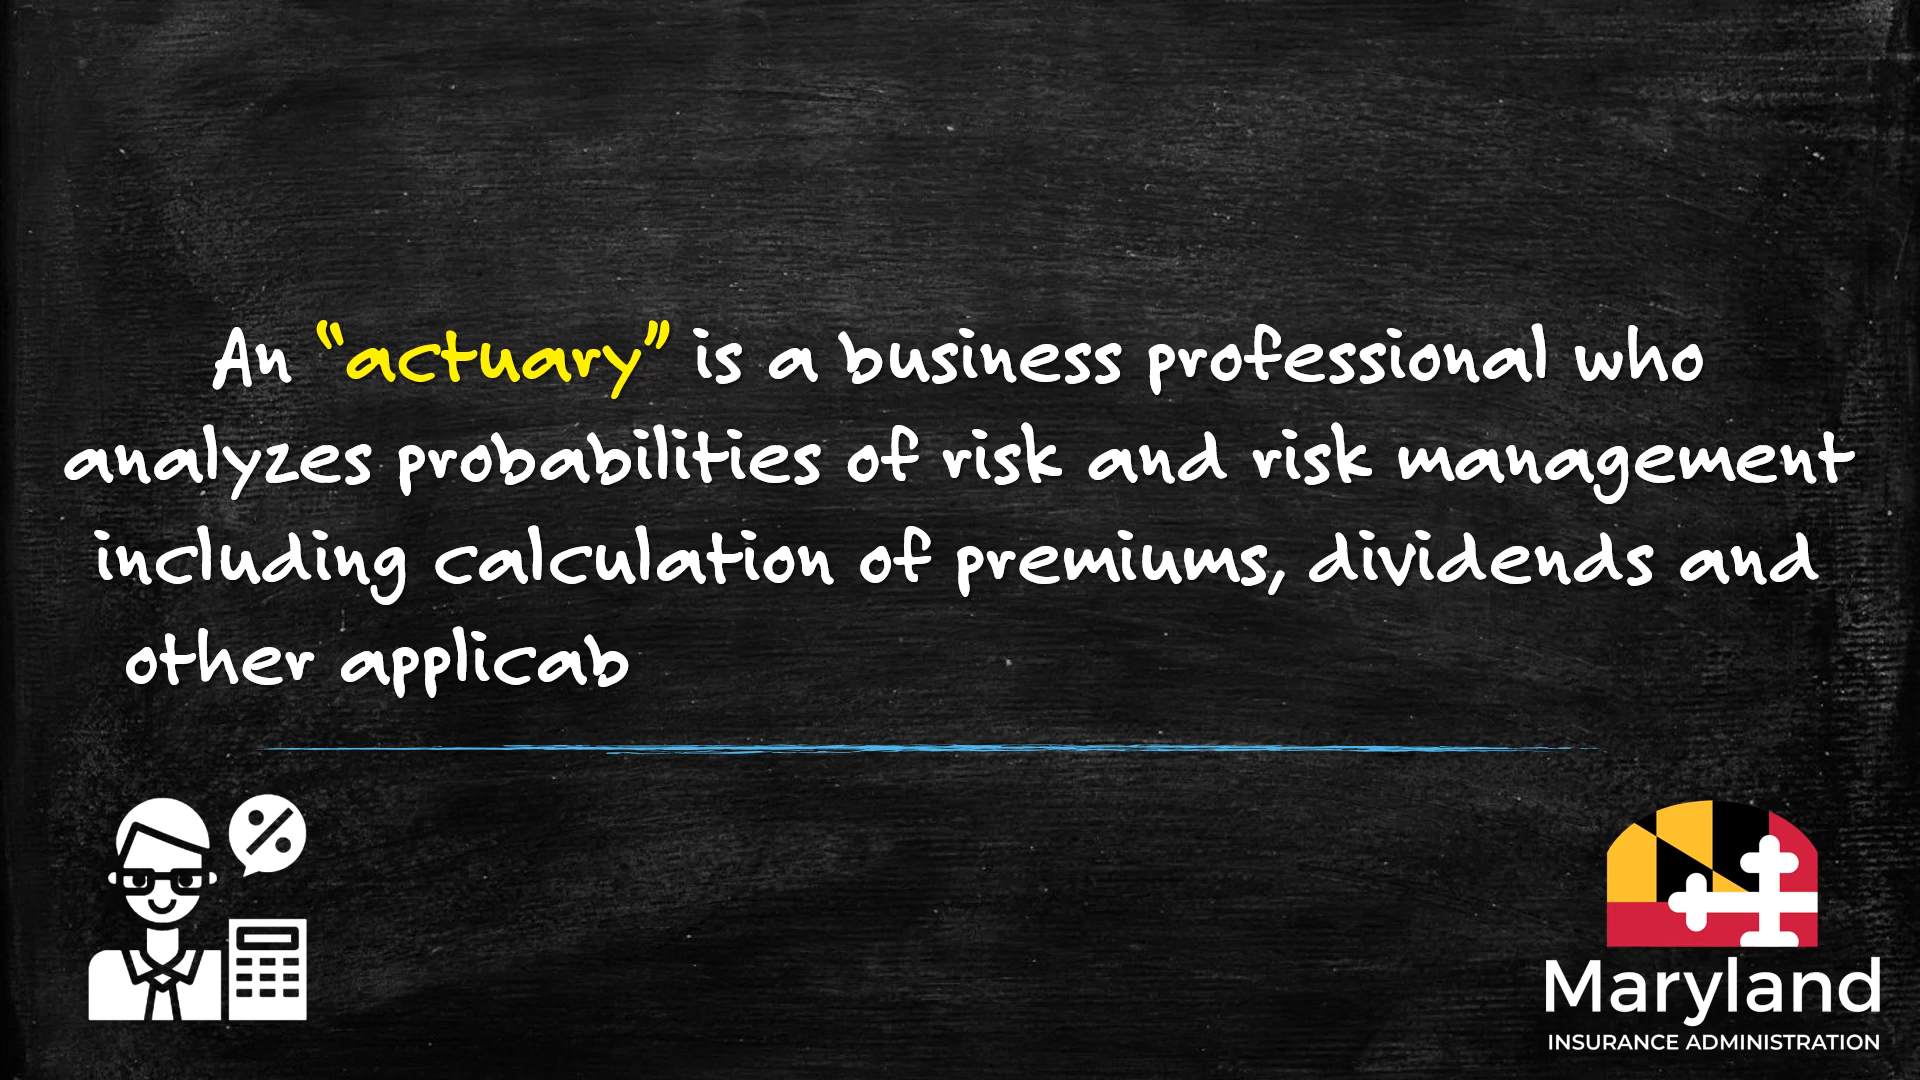 An “actuary” is a business professional who
analyzes probabilities of risk and risk management
including calculation of premiums, dividends and
other applicab
%
Maryland
INSURANCE ADMINISTRATION